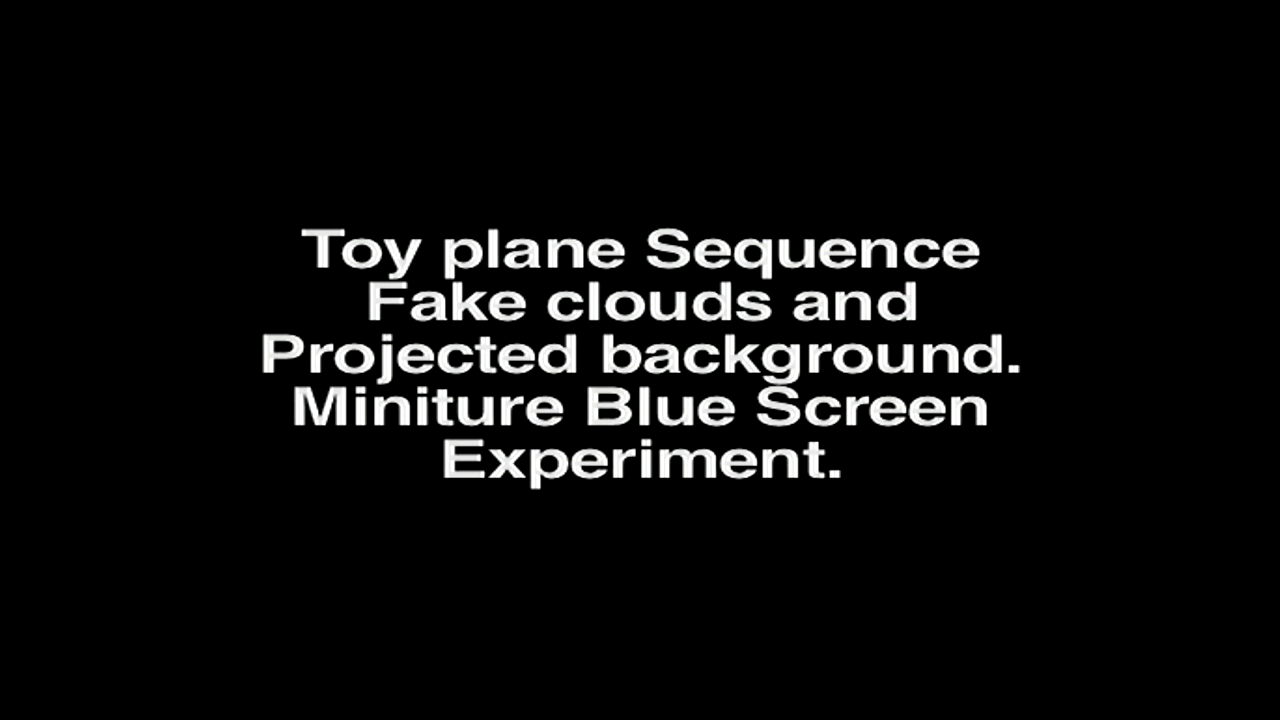 Toy plane Sequence
Fake clouds and
Projected background.
Miniture Blue Screen
Experiment.